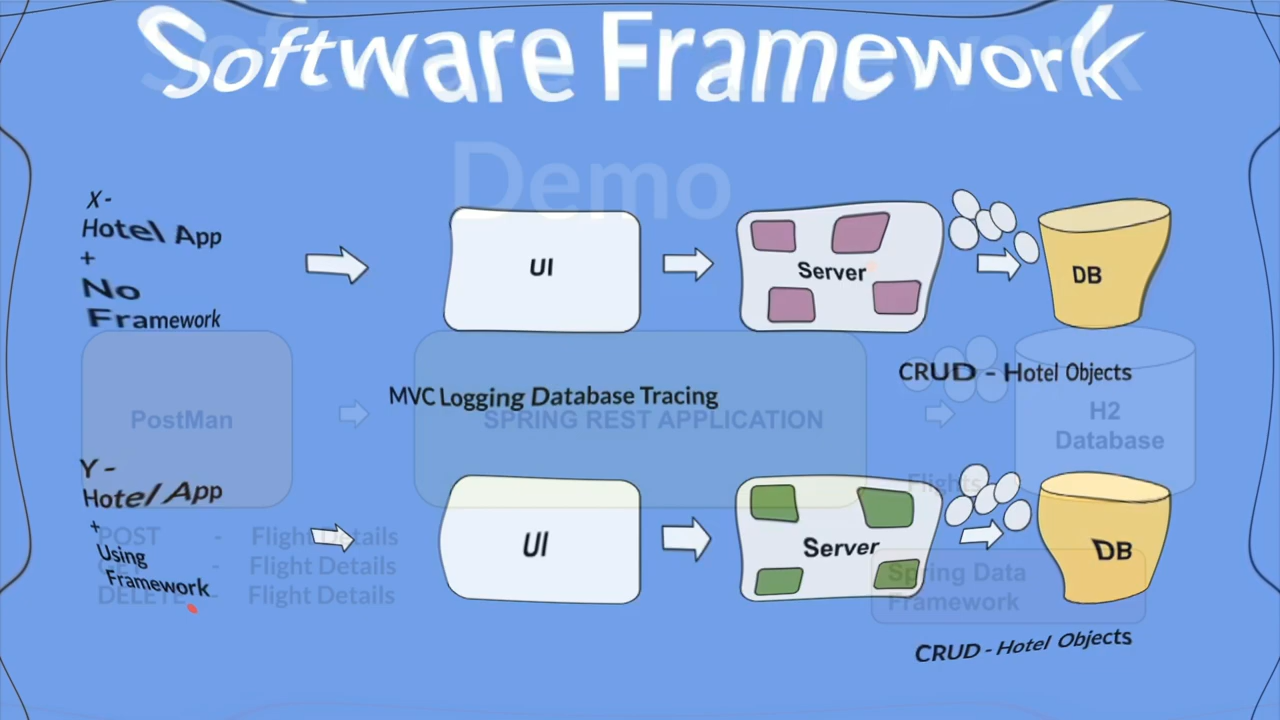 Software Framework
Demo
X-
Hotel App
+
No
Framework
UI
Server
DB
CRUD - Hotel Objects
MVC Logging Database Tracing
PostMan
SPRING REST APPLICATION
H2
Database
Flights
Y -
Hotel App
+
Using
Framework
UI
Server
DB
POST - Flight Details
GET - Flight Details
DELETE - Flight Details
Spring Data
Framework
CRUD - Hotel Objects